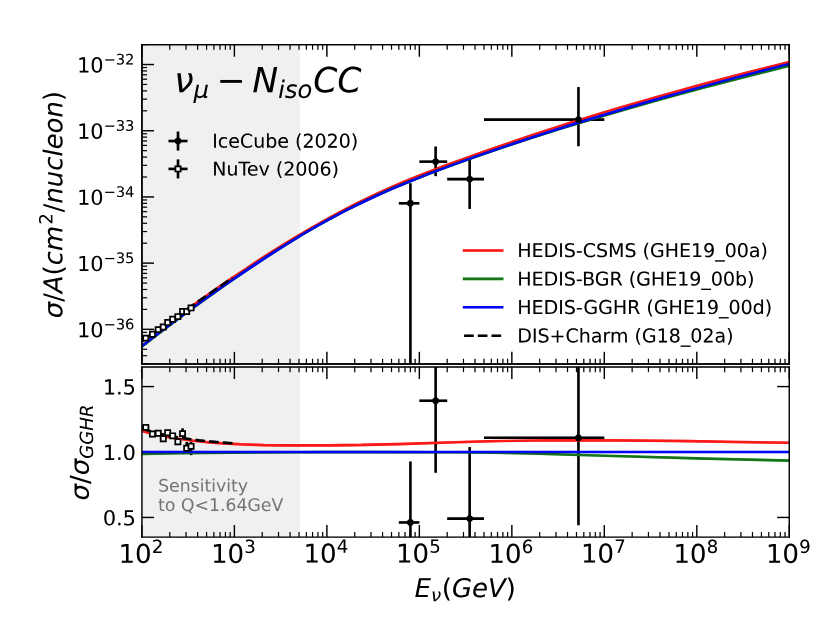 10⁻³²
10⁻³³
10⁻³⁴
10⁻³⁵
10⁻³⁶
σ/A(cm²/nucleon)
ν_μ − N_isoCC
IceCube (2020)
NuTev (2006)
HEDIS-CSMS (GHE19_00a)
HEDIS-BGR (GHE19_00b)
HEDIS-GGHR (GHE19_00d)
DIS+Charm (G18_02a)
1.5
1.0
0.5
σ/σ_GGHR
Sensitivity
to Q<1.64GeV
10² 10³ 10⁴ 10⁵ 10⁶ 10⁷ 10⁸ 10⁹
E_ν(GeV)